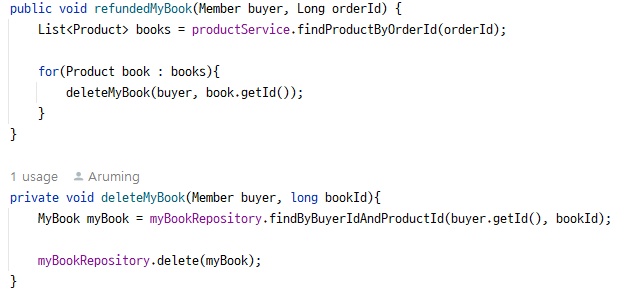 public void refundedMyBook(Member buyer, Long orderId) {
    List<Product> books = productService.findProductByOrderId(orderId);
    for(Product book : books){
        deleteMyBook(buyer, book.getId());
    }
}
1 usage Aruming
private void deleteMyBook(Member buyer, long bookId){
    MyBook myBook = myBookRepository.findByBuyerIdAndProductId(buyer.getId(), bookId);
    myBookRepository.delete(myBook);
}